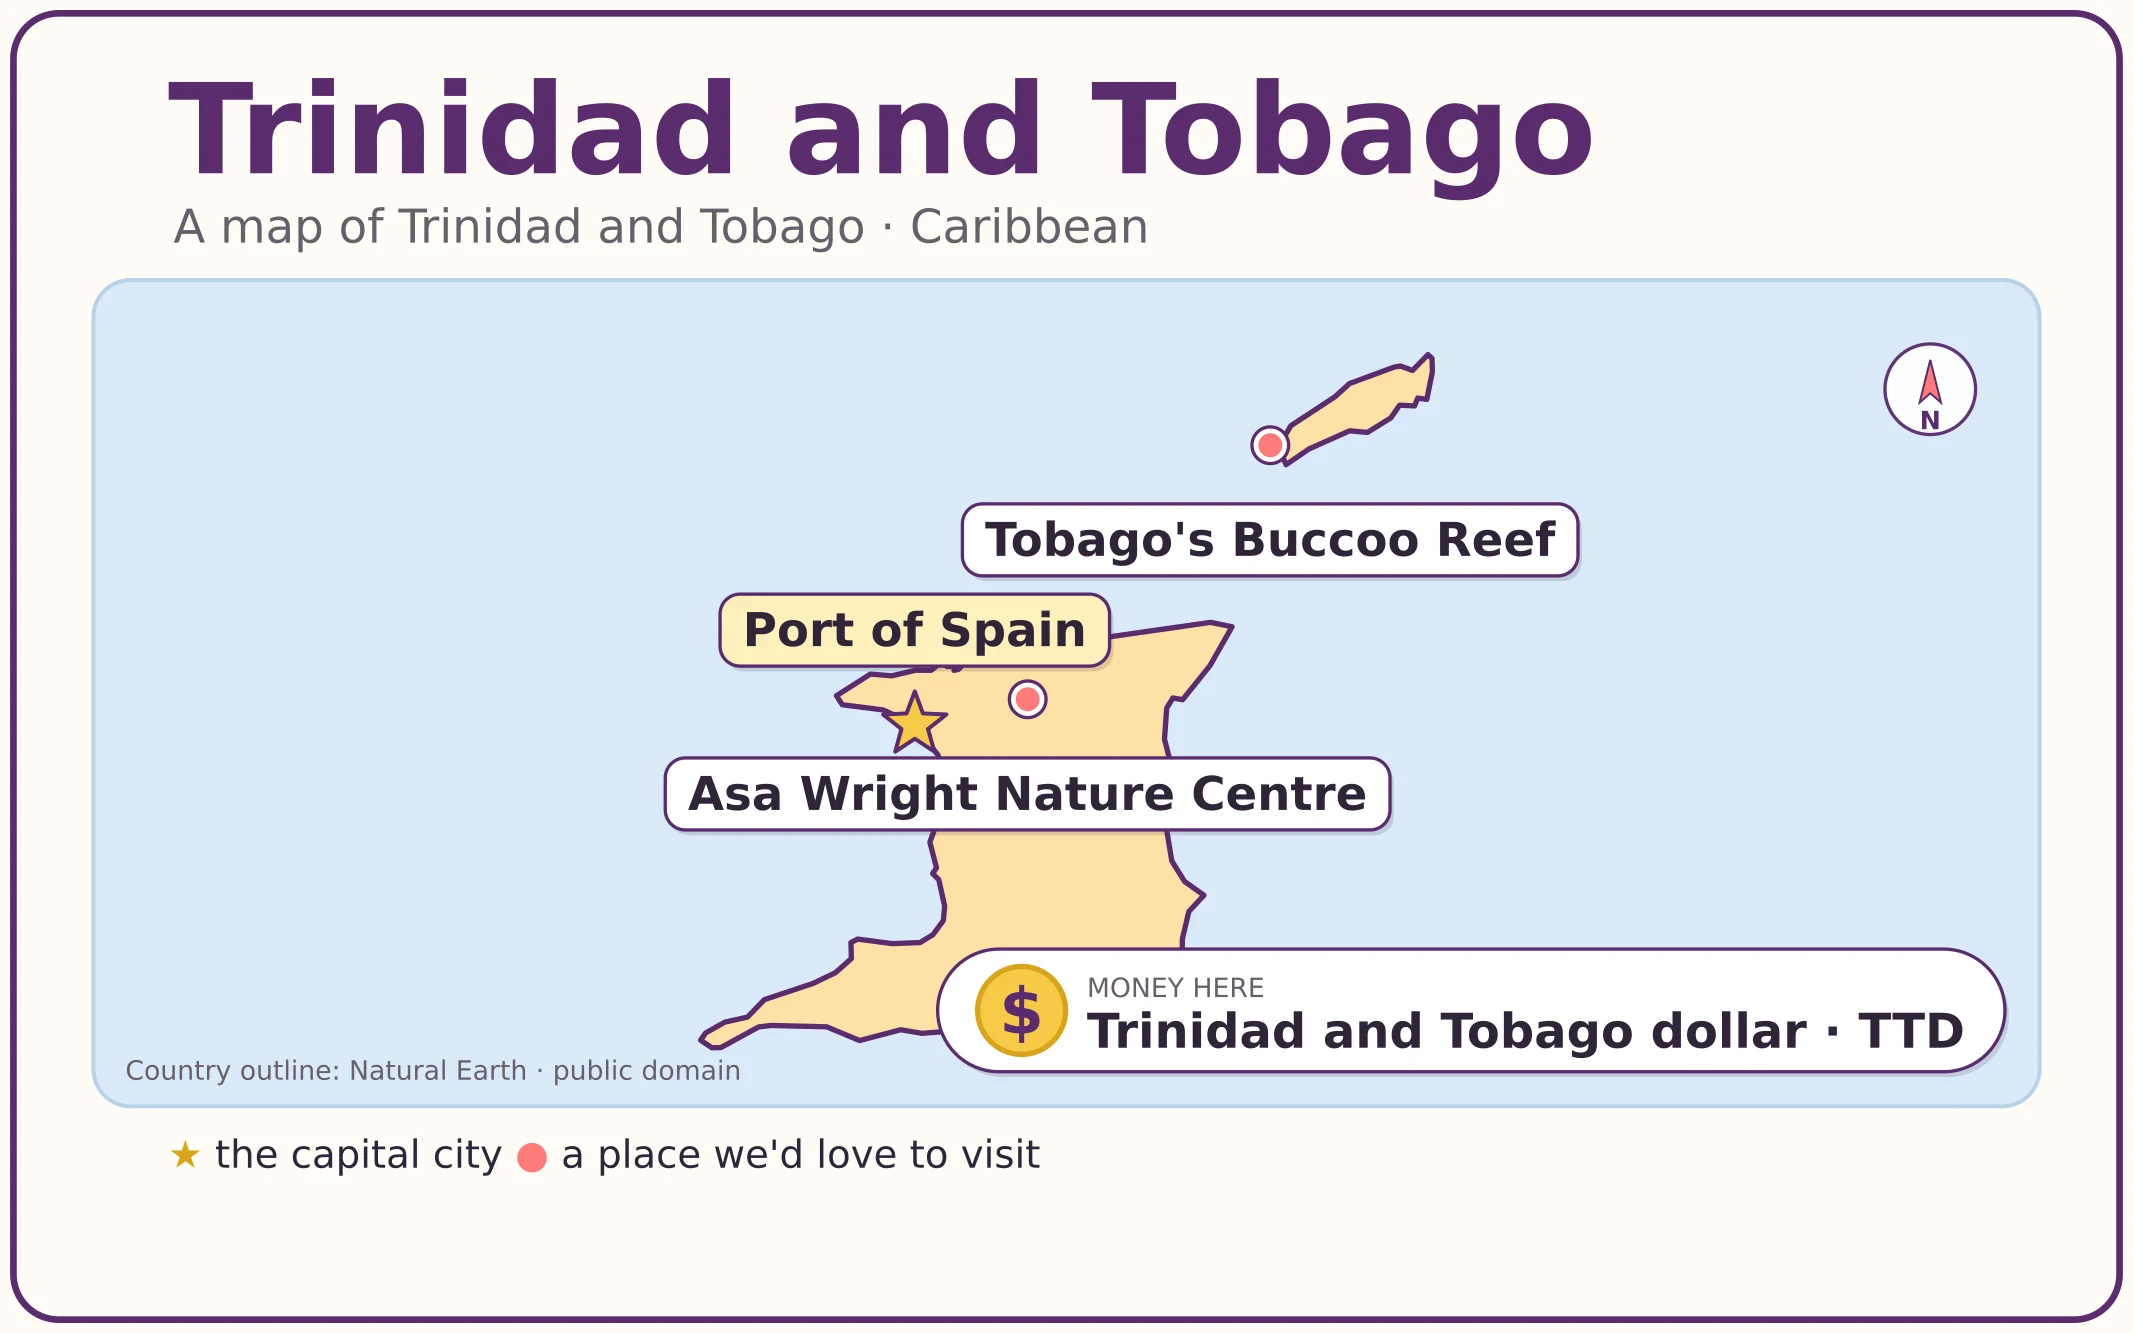 Trinidad and Tobago
A map of Trinidad and Tobago · Caribbean
N
Tobago's Buccoo Reef
Port of Spain
Asa Wright Nature Centre
$
MONEY HERE
Trinidad and Tobago dollar · TTD
Country outline: Natural Earth · public domain
★ the capital city ● a place we'd love to visit